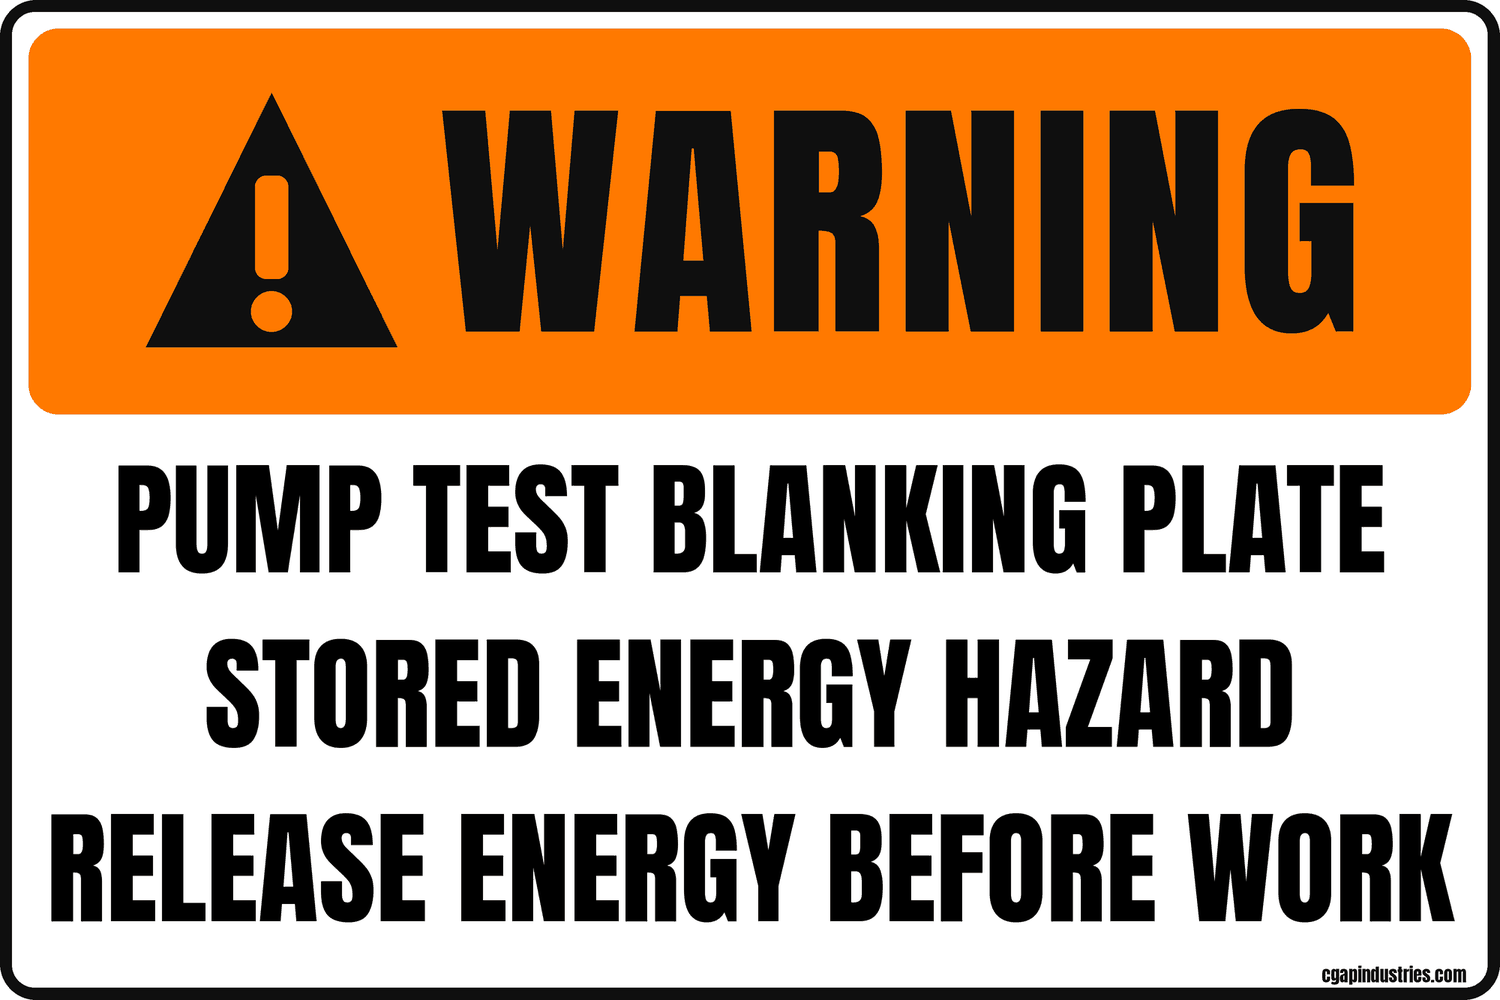 WARNING
PUMP TEST BLANKING PLATE
STORED ENERGY HAZARD
RELEASE ENERGY BEFORE WORK
cgapindustries.com